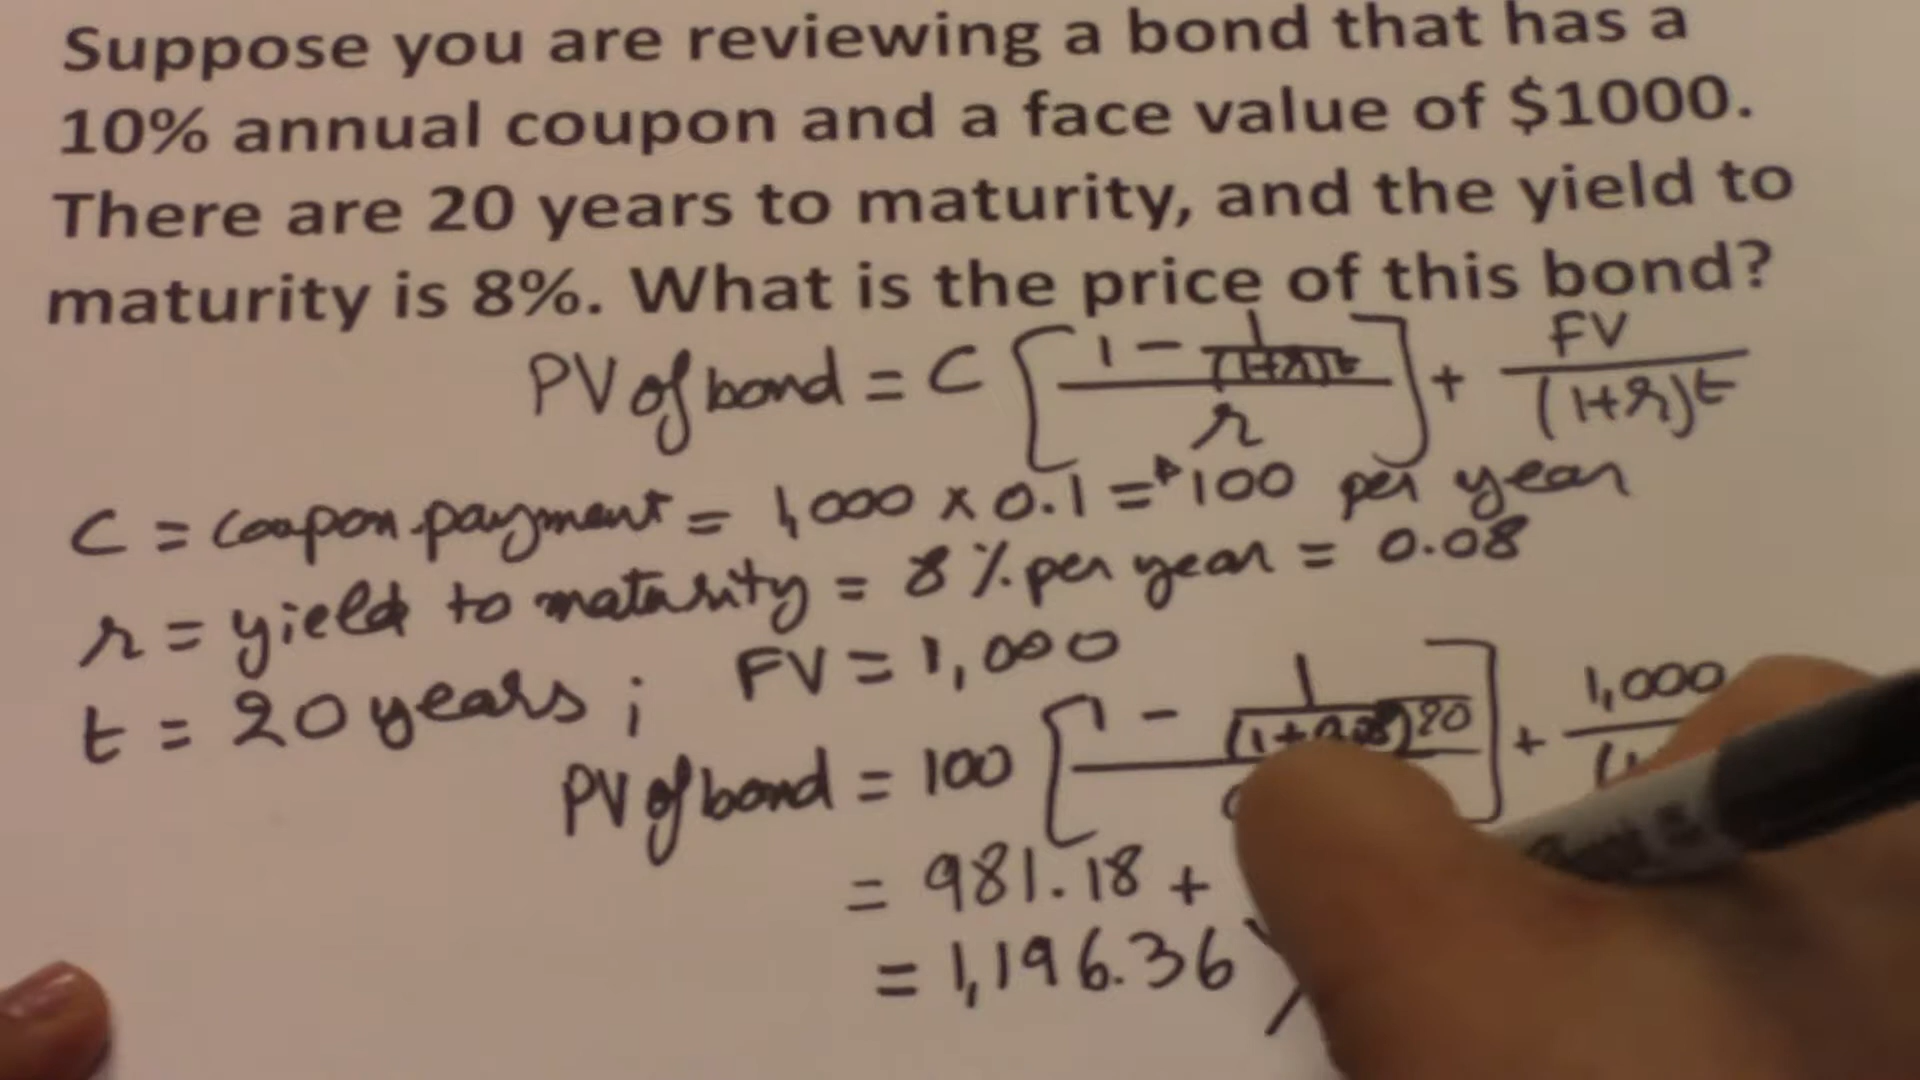 Suppose you are reviewing a bond that has a
10% annual coupon and a face value of $1000.
There are 20 years to maturity, and the yield to
maturity is 8%. What is the price of this bond?
PV of bond = C [ (1 - 1/(1+r)^t) / r ] + FV/(1+r)^t
C = coupon payment = 1,000 x 0.1 = $100 per year
r = yield to maturity = 8% per year = 0.08
t = 20 years ; FV = 1,000
PV of bond = 100 [ 1 - 1/(1+0.08)^20 ] + 1,000
= 981.18 +
= 1,196.36